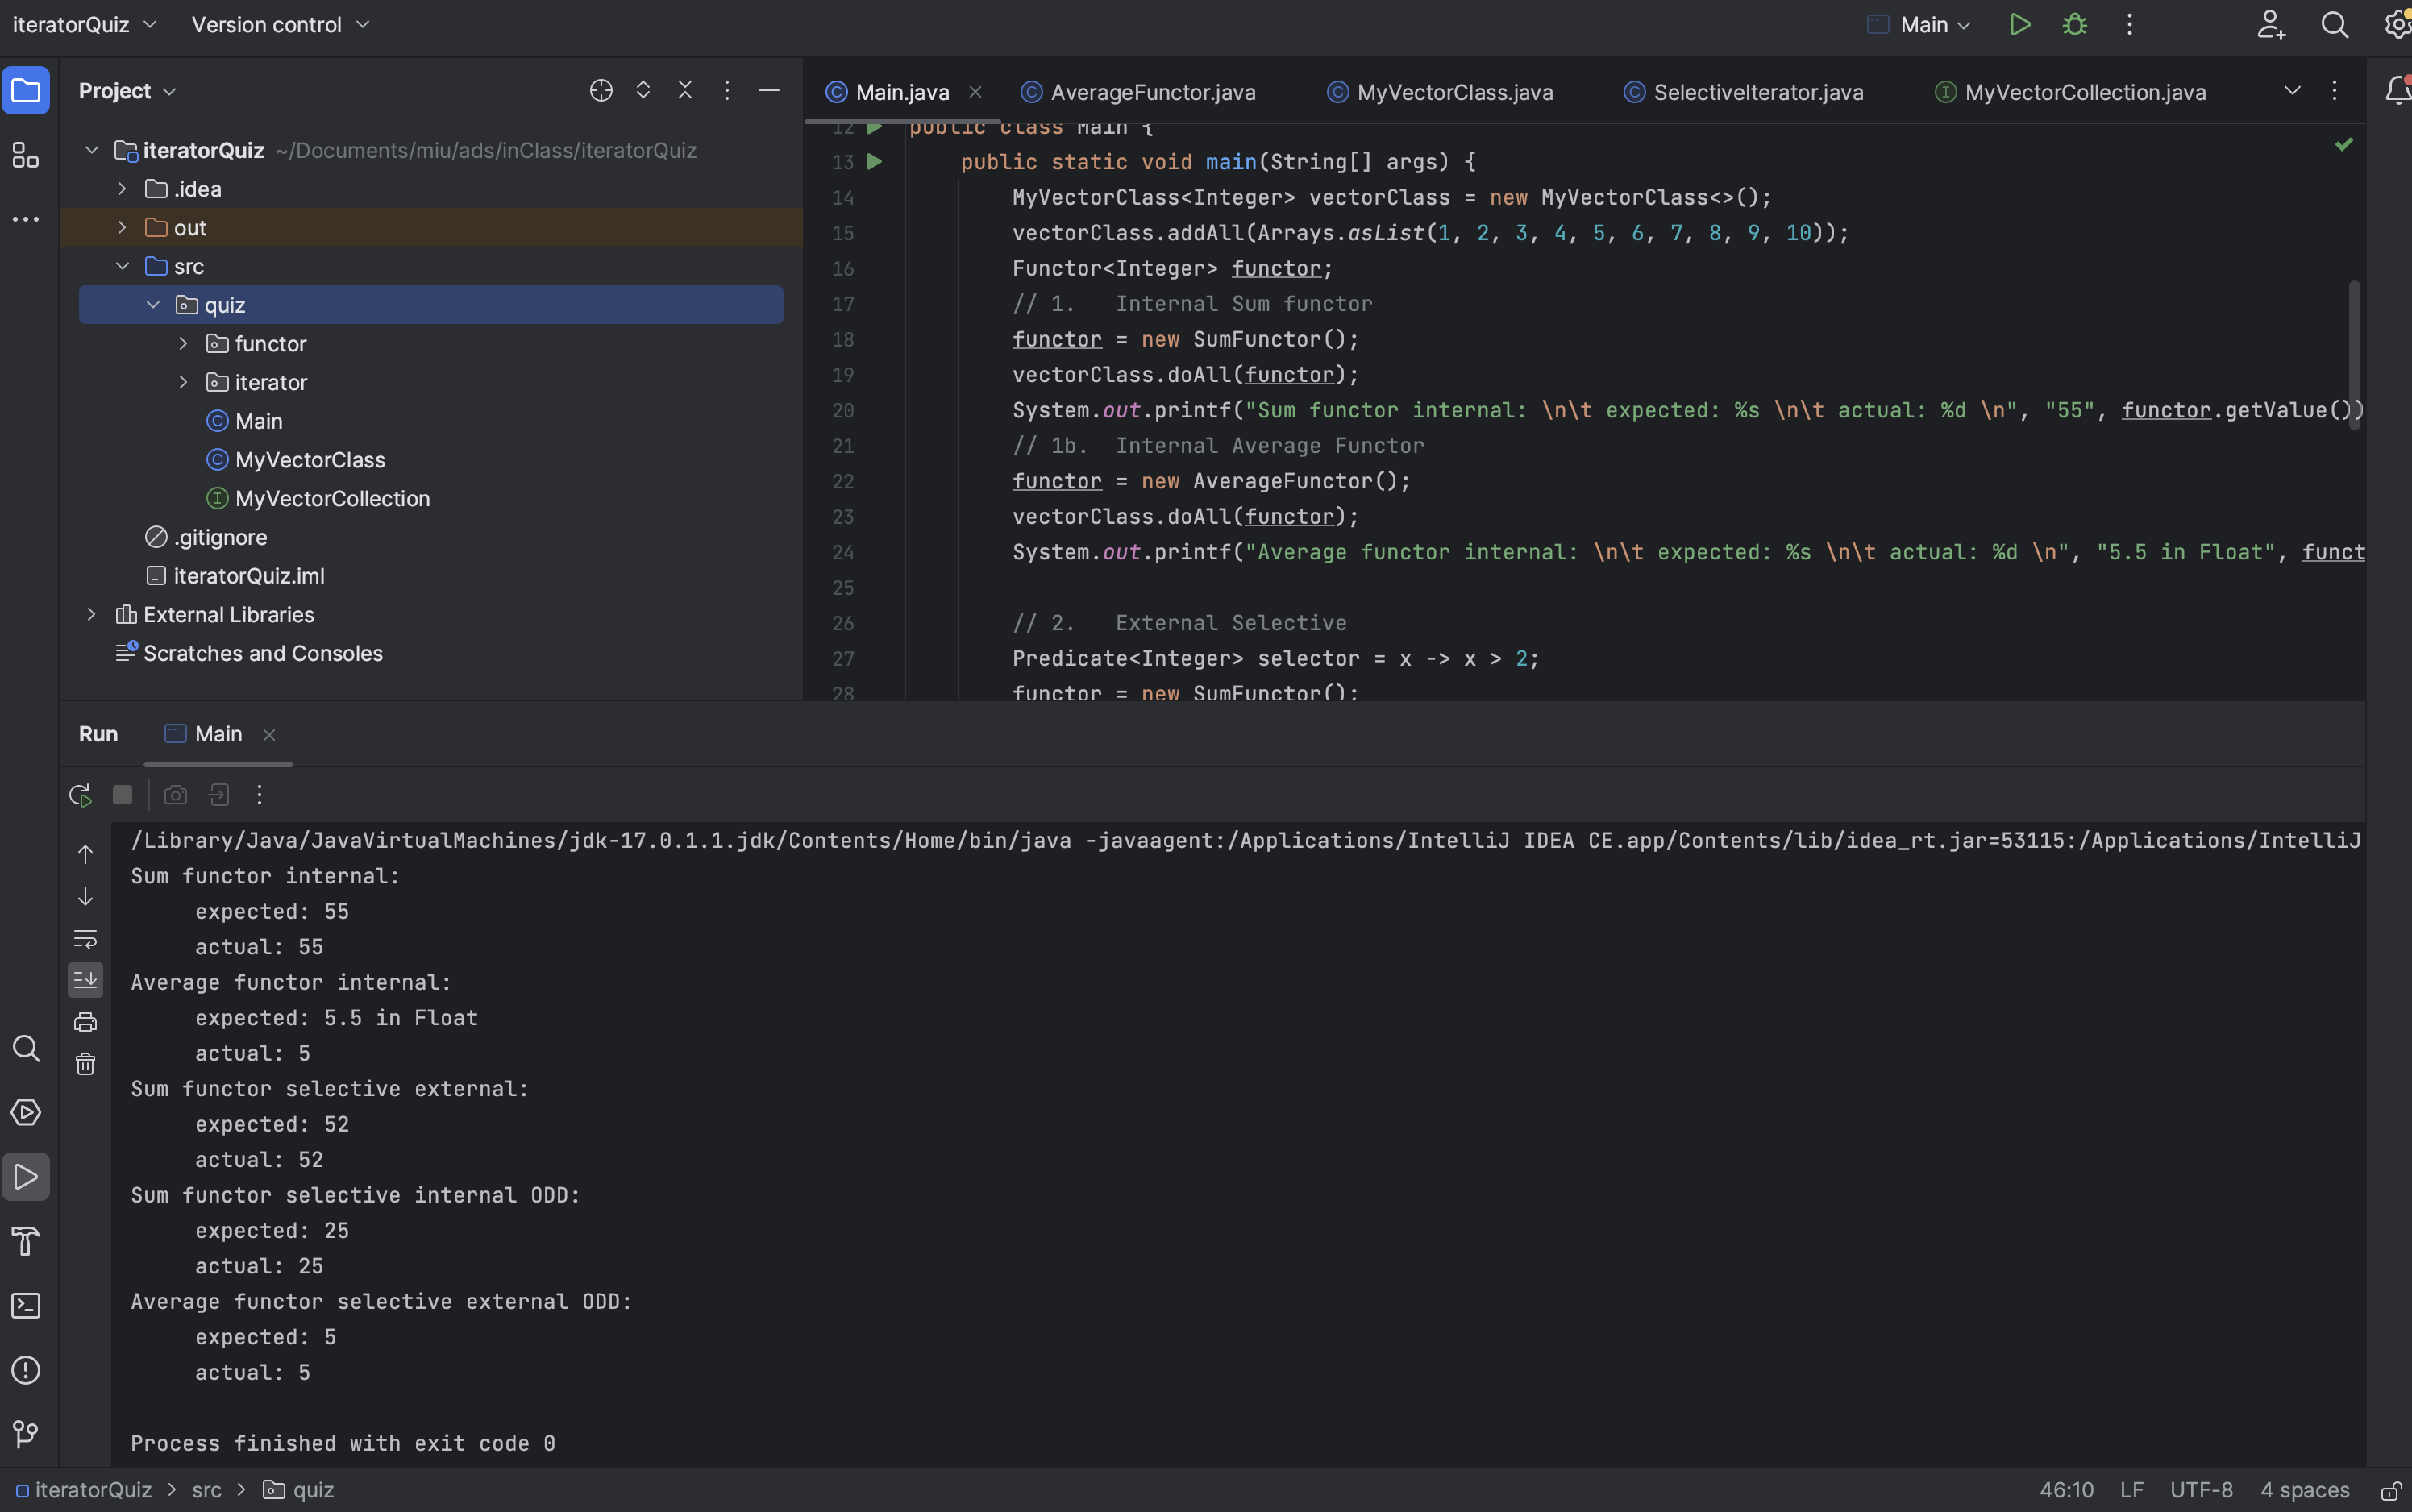 iteratorQuiz Version control Main
Project
iteratorQuiz ~/Documents/miu/ads/inClass/iteratorQuiz
.idea
out
src
quiz
functor
iterator
Main
MyVectorClass
MyVectorCollection
.gitignore
iteratorQuiz.iml
External Libraries
Scratches and Consoles
Main.java AverageFunctor.java MyVectorClass.java SelectiveIterator.java MyVectorCollection.java
12 public class Main {
13 public static void main(String[] args) {
14 MyVectorClass<Integer> vectorClass = new MyVectorClass<>();
15 vectorClass.addAll(Arrays.asList(1, 2, 3, 4, 5, 6, 7, 8, 9, 10));
16 Functor<Integer> functor;
17 // 1.   Internal Sum functor
18 functor = new SumFunctor();
19 vectorClass.doAll(functor);
20 System.out.printf("Sum functor internal: \n\t expected: %s \n\t actual: %d \n", "55", functor.getValue())
21 // 1b.  Internal Average Functor
22 functor = new AverageFunctor();
23 vectorClass.doAll(functor);
24 System.out.printf("Average functor internal: \n\t expected: %s \n\t actual: %d \n", "5.5 in Float", funct
25
26 // 2.   External Selective
27 Predicate<Integer> selector = x -> x > 2;
28 functor = new SumFunctor();
Run Main
/Library/Java/JavaVirtualMachines/jdk-17.0.1.1.jdk/Contents/Home/bin/java -javaagent:/Applications/IntelliJ IDEA CE.app/Contents/lib/idea_rt.jar=53115:/Applications/IntelliJ
Sum functor internal:
expected: 55
actual: 55
Average functor internal:
expected: 5.5 in Float
actual: 5
Sum functor selective external:
expected: 52
actual: 52
Sum functor selective internal ODD:
expected: 25
actual: 25
Average functor selective external ODD:
expected: 5
actual: 5
Process finished with exit code 0
iteratorQuiz > src > quiz 46:10 LF UTF-8 4 spaces